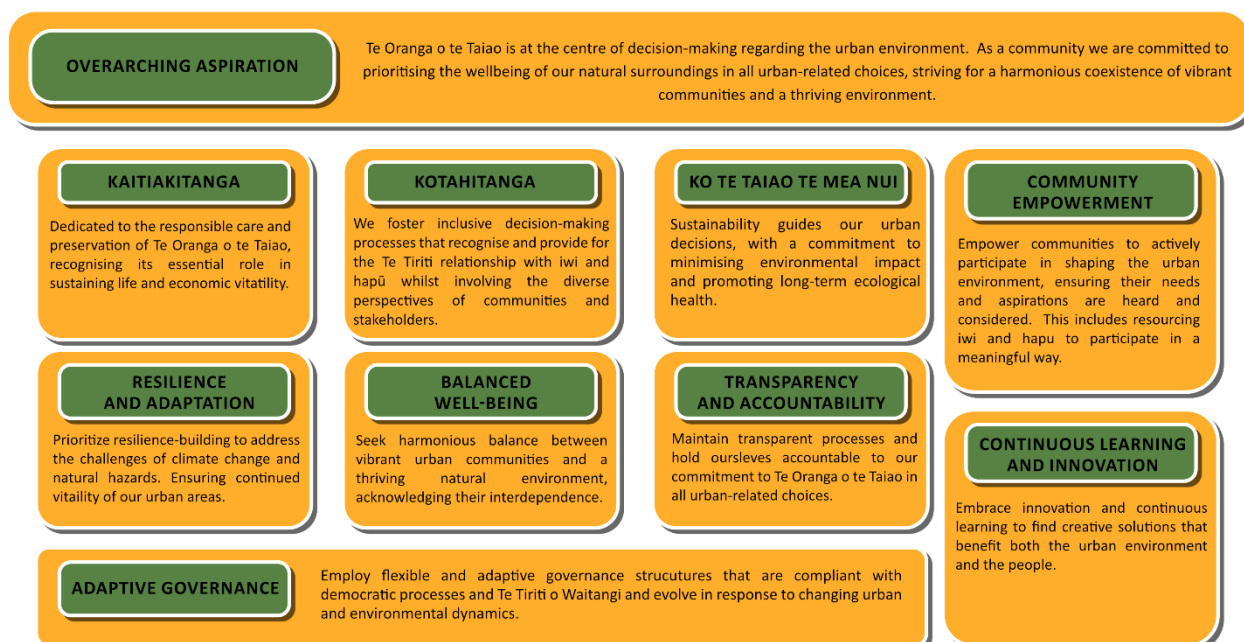 OVERARCHING ASPIRATION
Te Oranga o te Taiao is at the centre of decision-making regarding the urban environment. As a community we are committed to
prioritising the wellbeing of our natural surroundings in all urban-related choices, striving for a harmonious coexistence of vibrant
communities and a thriving environment.
KAITIAKITANGA
Dedicated to the responsible care and
preservation of Te Oranga o te Taiao,
recognising its essential role in
sustaining life and economic vitality.
KOTAHITANGA
We foster inclusive decision-making
processes that recognise and provide for
the Te Tiriti relationship with iwi and
hapū whilst involving the diverse
perspectives of communities and
stakeholders.
KO TE TAIAO TE MEA NUI
Sustainability guides our urban
decisions, with a commitment to
minimising environmental impact
and promoting long-term ecological
health.
COMMUNITY
EMPOWERMENT
Empower communities to actively
participate in shaping the urban
environment, ensuring their needs
and aspirations are heard and
considered. This includes resourcing
iwi and hapu to participate in a
meaningful way.
RESILIENCE
AND ADAPTATION
Prioritize resilience-building to address
the challenges of climate change and
natural hazards. Ensuring continued
vitaility of our urban areas.
BALANCED
WELL-BEING
Seek harmonious balance between
vibrant urban communities and a
thriving natural environment,
acknowledging their interdependence.
TRANSPARENCY
AND ACCOUNTABILITY
Maintain transparent processes and
hold oursleves accountable to our
commitment to Te Oranga o te Taiao in
all urban-related choices.
CONTINUOUS LEARNING
AND INNOVATION
Embrace innovation and continuous
learning to find creative solutions that
benefit both the urban environment
and the people.
ADAPTIVE GOVERNANCE
Employ flexible and adaptive governance strucutures that are compliant with
democratic processes and Te Tiriti o Waitangi and evolve in response to changing urban
and environmental dynamics.